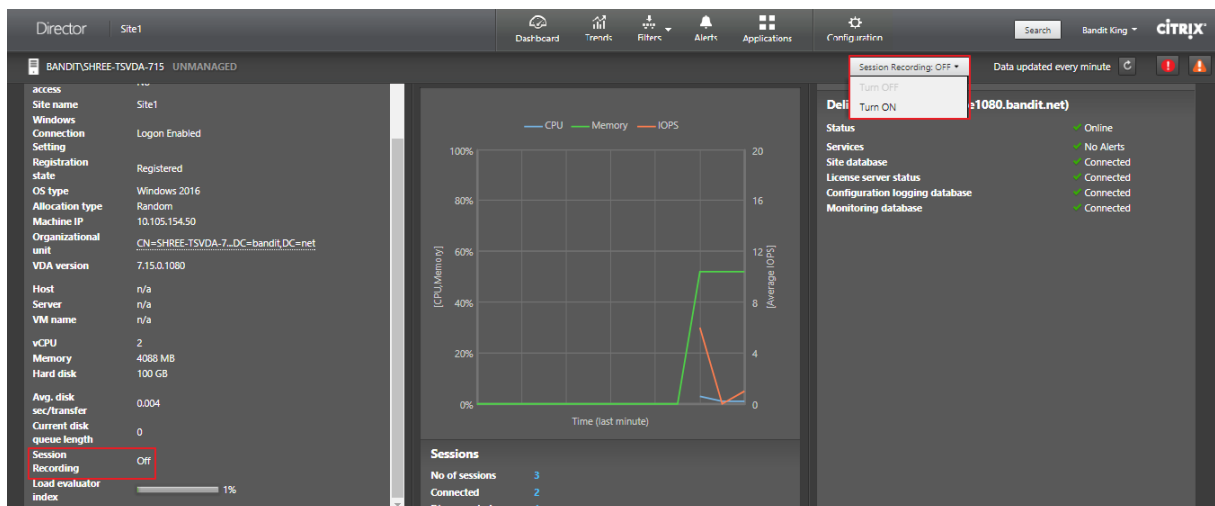 Director
Site1
Dashboard
Trends
Filters
Alerts
Applications
Configuration
Search
Bandit King
CITRIX
BANDIT\SHREE-TSVDA-715 UNMANAGED
Session Recording: OFF
Turn OFF
Turn ON
Data updated every minute
access
Site name Site1
Windows
Connection Logon Enabled
Setting
Registration
state Registered
OS type Windows 2016
Allocation type Random
Machine IP 10.105.154.50
Organizational
unit CN=SHREE-TSVDA-7...DC=bandit,DC=net
VDA version 7.15.0.1080
Host n/a
Server n/a
VM name n/a
vCPU 2
Memory 4088 MB
Hard disk 100 GB
Avg. disk
sec/transfer 0.004
Current disk
queue length 0
Session
Recording Off
Load evaluator
index 1%
CPU Memory IOPS
100% 20
80% 16
60% 12
40% 8
20% 4
0% 0
[CPU,Memory]
[Average IOPS]
Time (last minute)
Sessions
No of sessions 3
Connected 2
Deli e1080.bandit.net)
Status Online
Services No Alerts
Site database Connected
License server status Connected
Configuration logging database Connected
Monitoring database Connected